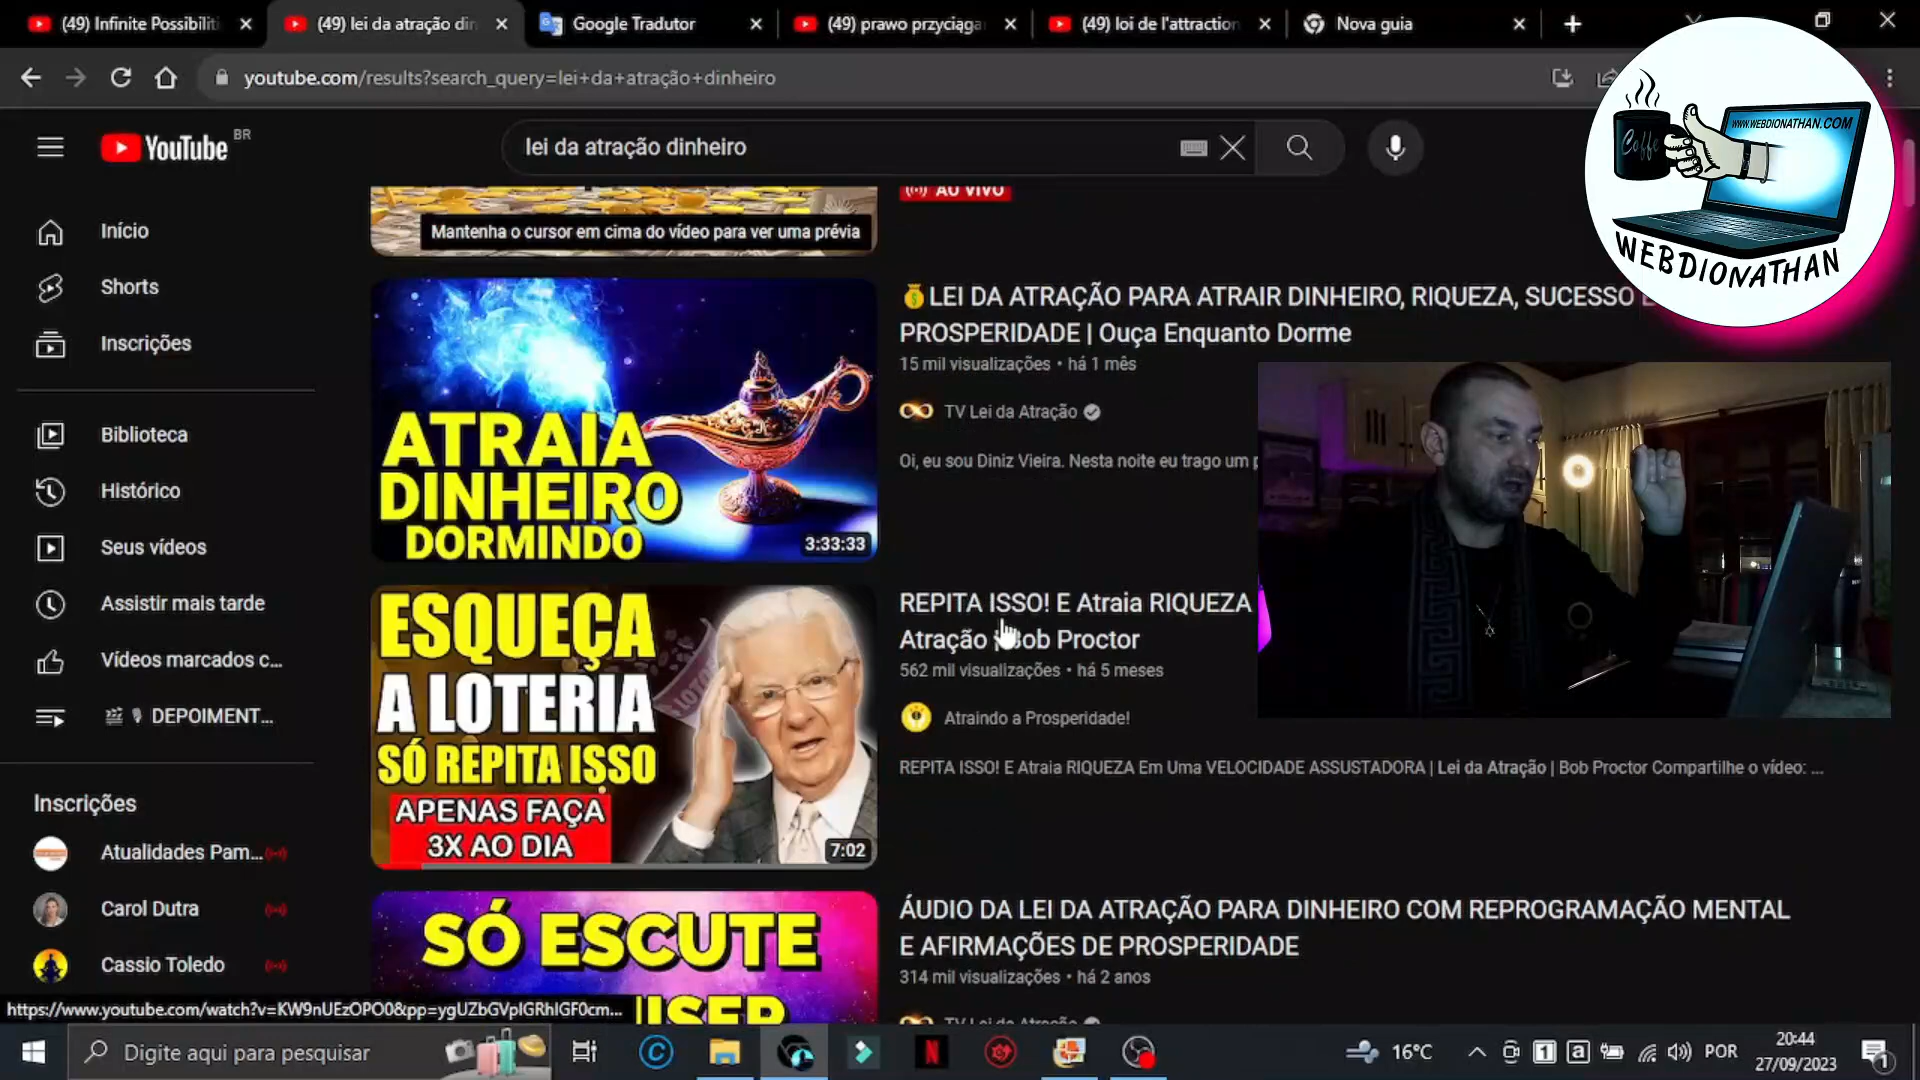 (49) Infinite Possibiliti
(49) lei da atração din
Google Tradutor
(49) prawo przyciąga
(49) loi de l'attraction
Nova guia
youtube.com/results?search_query=lei+da+atração+dinheiro
YouTube BR
lei da atração dinheiro
WWW.WEBDIONATHAN.COM
Coffe
WEBDIONATHAN
Início
Shorts
Inscrições
Biblioteca
Histórico
Seus vídeos
Assistir mais tarde
Vídeos marcados c...
DEPOIMENT...
Inscrições
Atualidades Pam...
Carol Dutra
Cassio Toledo
Mantenha o cursor em cima do vídeo para ver uma prévia
AO VIVO
ATRAIA
DINHEIRO
DORMINDO
3:33:33
LEI DA ATRAÇÃO PARA ATRAIR DINHEIRO, RIQUEZA, SUCESSO E
PROSPERIDADE | Ouça Enquanto Dorme
15 mil visualizações • há 1 mês
TV Lei da Atração
Oi, eu sou Diniz Vieira. Nesta noite eu trago um p
ESQUEÇA
A LOTERIA
SÓ REPITA ISSO
APENAS FAÇA
3X AO DIA
7:02
REPITA ISSO! E Atraia RIQUEZA
Atração | Bob Proctor
562 mil visualizações • há 5 meses
Atraindo a Prosperidade!
REPITA ISSO! E Atraia RIQUEZA Em Uma VELOCIDADE ASSUSTADORA | Lei da Atração | Bob Proctor Compartilhe o vídeo: ...
SÓ ESCUTE
ÁUDIO DA LEI DA ATRAÇÃO PARA DINHEIRO COM REPROGRAMAÇÃO MENTAL
E AFIRMAÇÕES DE PROSPERIDADE
314 mil visualizações • há 2 anos
TV Lei da Atração
https://www.youtube.com/watch?v=KW9nUEzOPO0&pp=ygUZbGVpIGRhIGF0cm...
Digite aqui para pesquisar
16°C
POR
20:44
27/09/2023
1